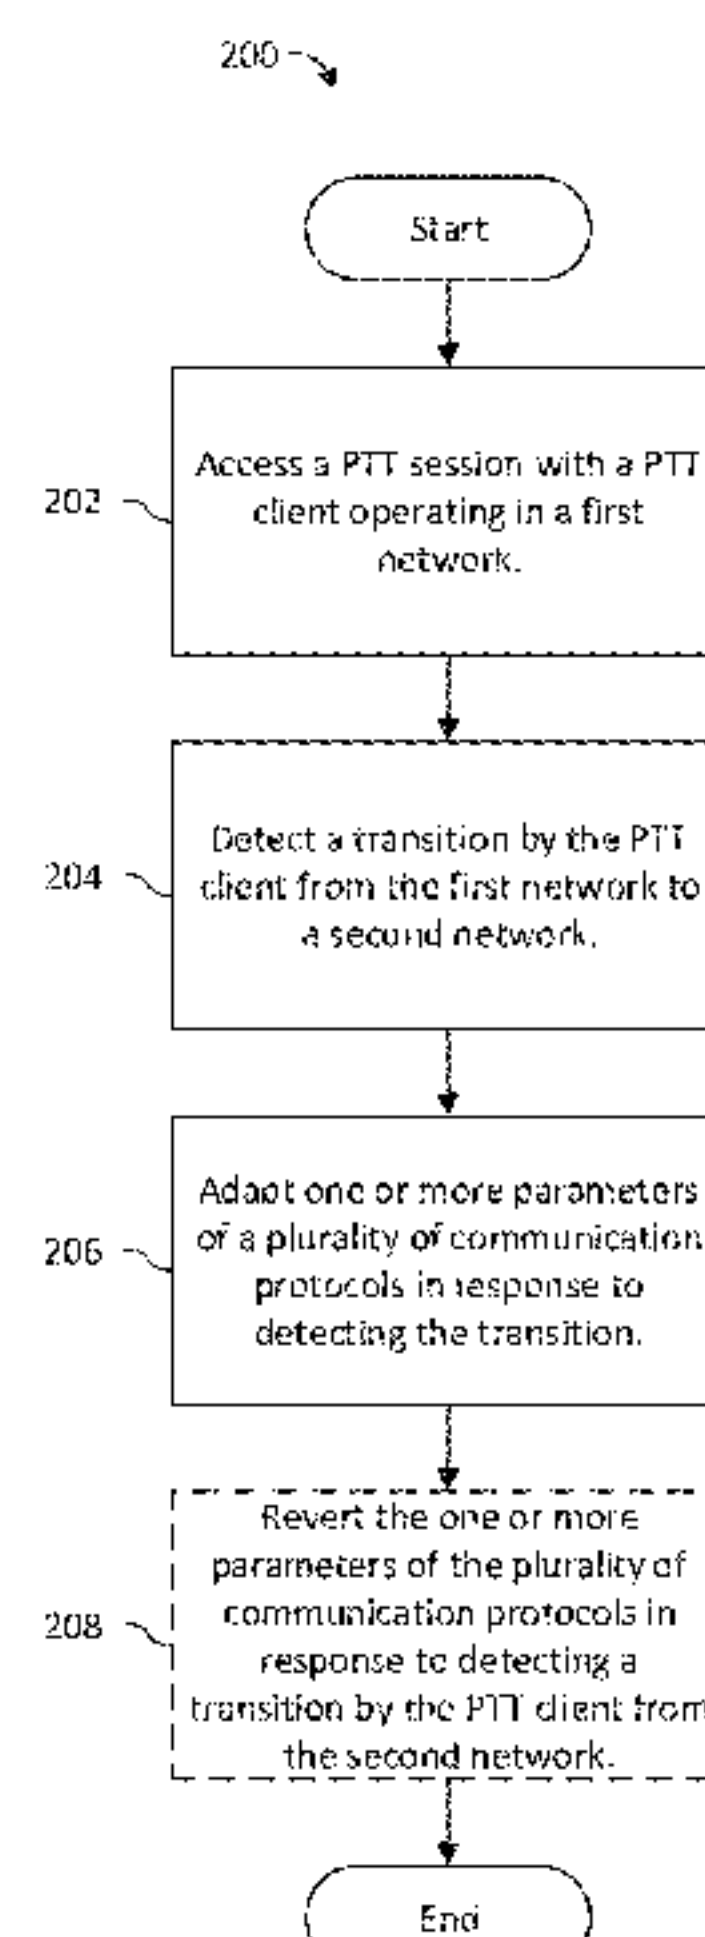 200
Start
Access a PTT session with a PTT
client operating in a first
network.
202
Detect a transition by the PTT
client from the first network to
a second network.
204
Adapt one or more parameters
of a plurality of communication
protocols in response to
detecting the transition.
206
Revert the one or more
parameters of the plurality of
communication protocols in
response to detecting a
transition by the PTT client from
the second network.
208
End